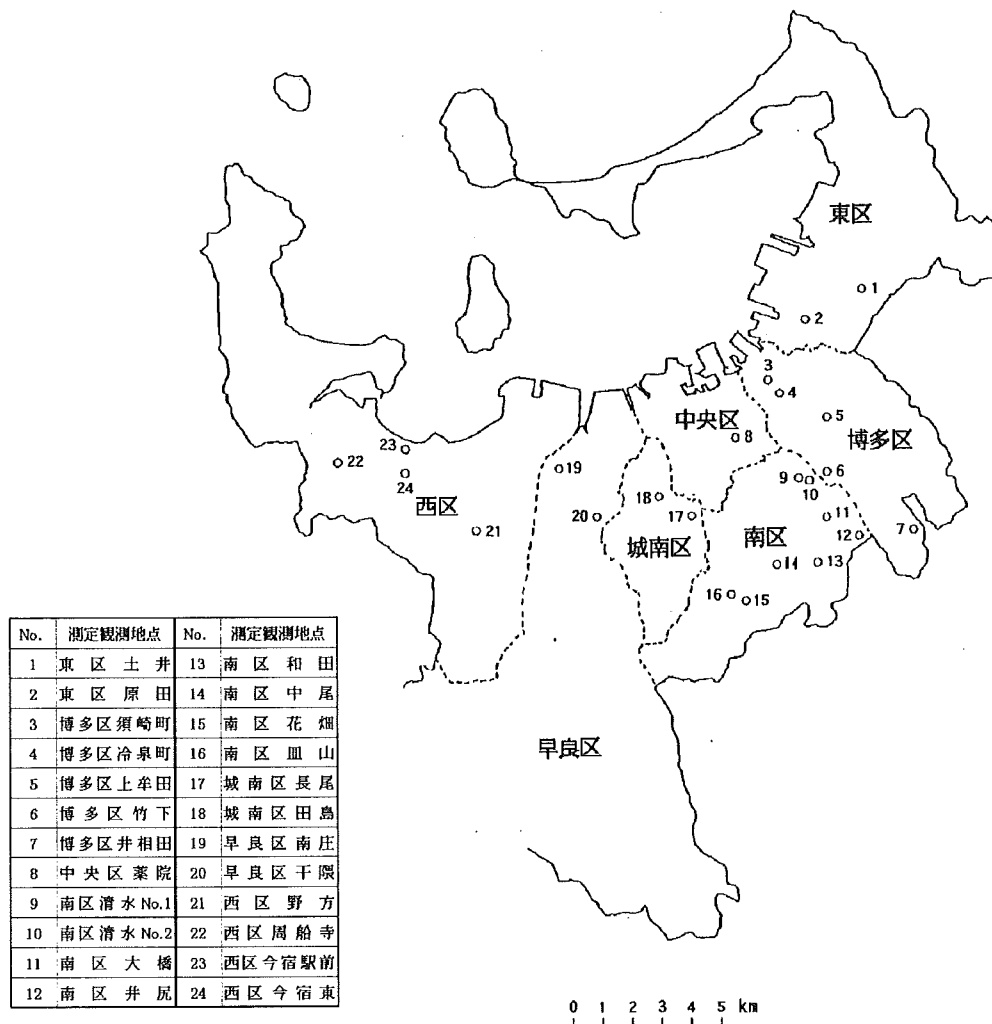 東区
1
2
3
4
5
中央区
8
博多区
23
22
24
19
9
10
6
西区
18
11
21
20
17
12
7
城南区
南区
14
13
16
15
No. 測定観測地点 No. 測定観測地点
1 東区土井 13 南区和田
2 東区原田 14 南区中尾
3 博多区須崎町 15 南区花畑
4 博多区冷泉町 16 南区皿山
5 博多区上牟田 17 城南区長尾
6 博多区竹下 18 城南区田島
7 博多区井相田 19 早良区南庄
8 中央区薬院 20 早良区干隈
9 南区清水No.1 21 西区野方
10 南区清水No.2 22 西区周船寺
11 南区大橋 23 西区今宿駅前
12 南区井尻 24 西区今宿東
早良区
0 1 2 3 4 5 km